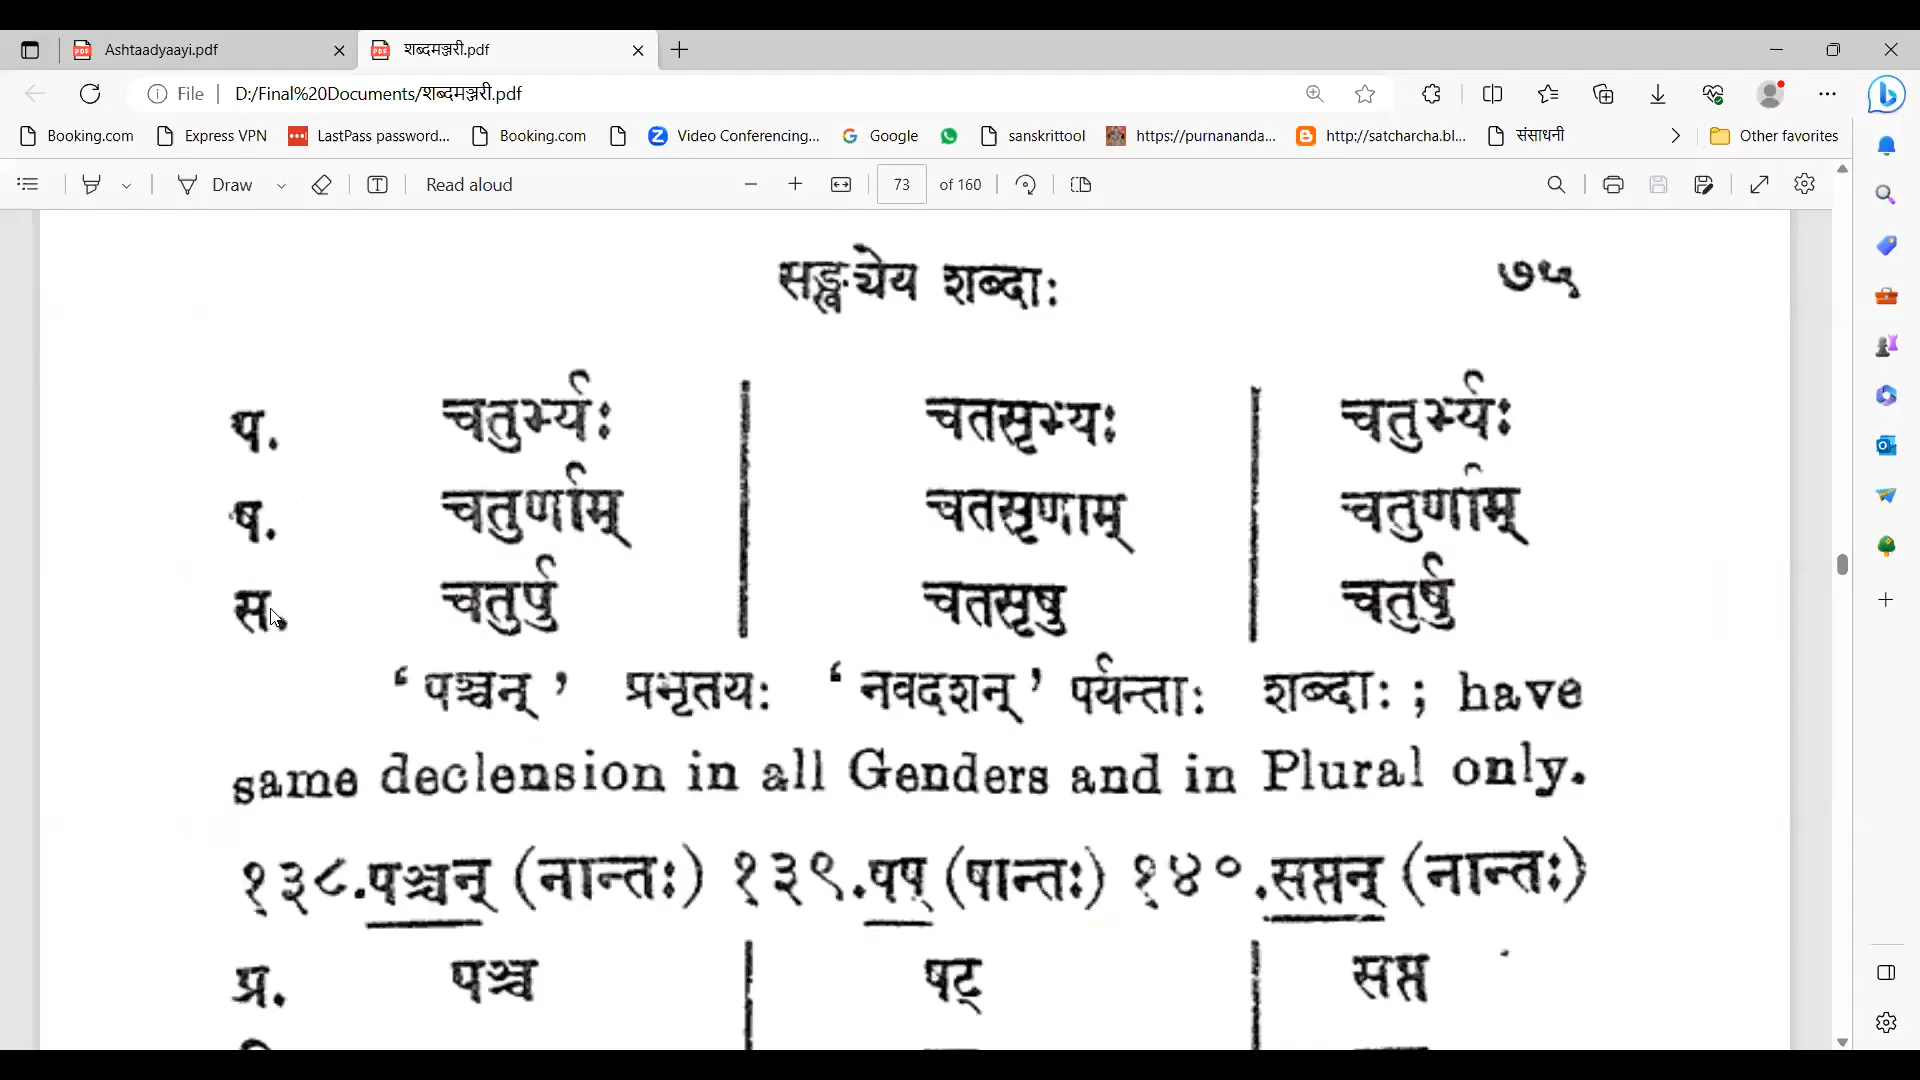 Ashtaadyaayi.pdf शब्दमञ्जरी.pdf
File D:/Final%20Documents/शब्दमञ्जरी.pdf
Booking.com Express VPN LastPass password... Booking.com Video Conferencing... Google sanskrittool https://purnananda... http://satcharcha.bl... संसाधनी Other favorites
Draw Read aloud 73 of 160
सङ्ख्येय शब्दाः ७५
प. चतुर्भ्यः चतसृभ्यः चतुर्भ्यः
ष. चतुर्णाम् चतसृणाम् चतुर्णाम्
स. चतुर्षु चतसृषु चतुर्षु
‘ पञ्चन् ’ प्रभृतयः ‘ नवदशन् ’ पर्यन्ताः शब्दाः ; have
same declension in all Genders and in Plural only.
१३८.पञ्चन् (नान्तः) १३९.षष् (षान्तः) १४०.सप्तन् (नान्तः)
प्र. पञ्च षट् सप्त